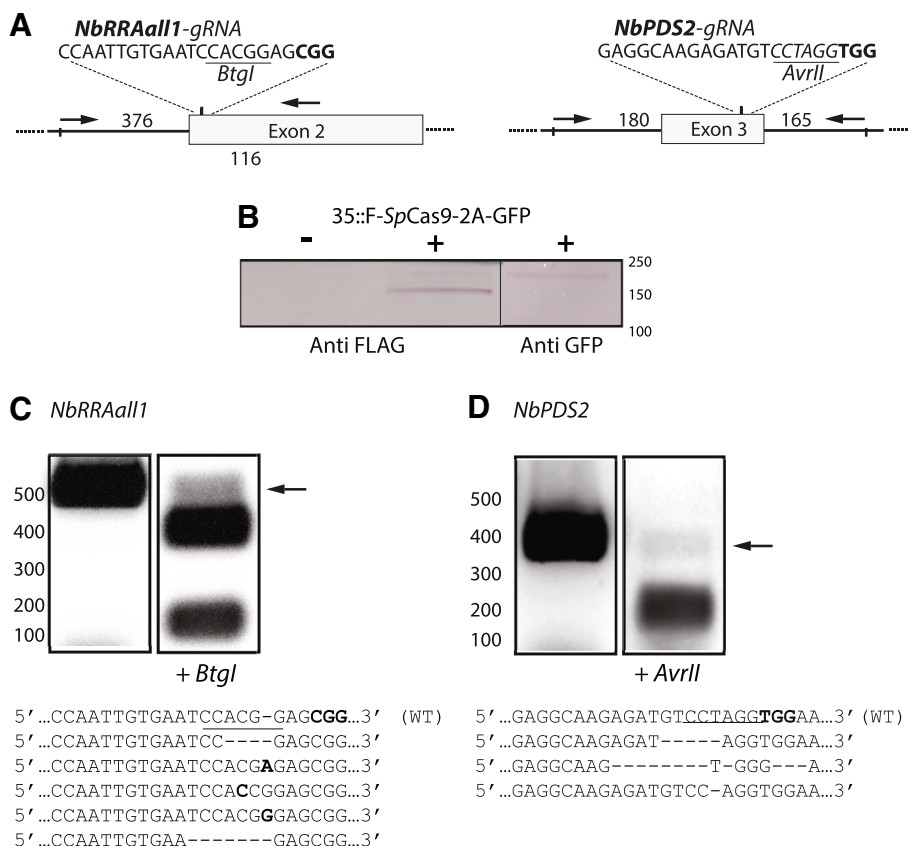 A
NbRRAall1-gRNA
CCAATTGTGAATCCACGGAGCGG
BtgI
376
Exon 2
116
NbPDS2-gRNA
GAGGCAAGAGATGTCCTAGGTGG
AvrII
180
Exon 3
165
B
35::F-SpCas9-2A-GFP
- + +
250
150
100
Anti FLAG
Anti GFP
C NbRRAall1
500
400
300
200
100
+ BtgI
5′...CCAATTGTGAATCCACG-GAGCGG...3′ (WT)
5′...CCAATTGTGAATCC----GAGCGG...3′
5′...CCAATTGTGAATCCACGAGAGCGG...3′
5′...CCAATTGTGAATCCACCGGAGCGG...3′
5′...CCAATTGTGAATCCACGGGAGCGG...3′
5′...CCAATTGTGAA-------GAGCGG...3′
D NbPDS2
500
400
300
200
100
+ AvrII
5′...GAGGCAAGAGATGTCCTAGGTGGAA...3′ (WT)
5′...GAGGCAAGAGAT-----AGGTGGAA...3′
5′...GAGGCAAG--------T-GGG---A...3′
5′...GAGGCAAGAGATGTCC-AGGTGGAA...3′